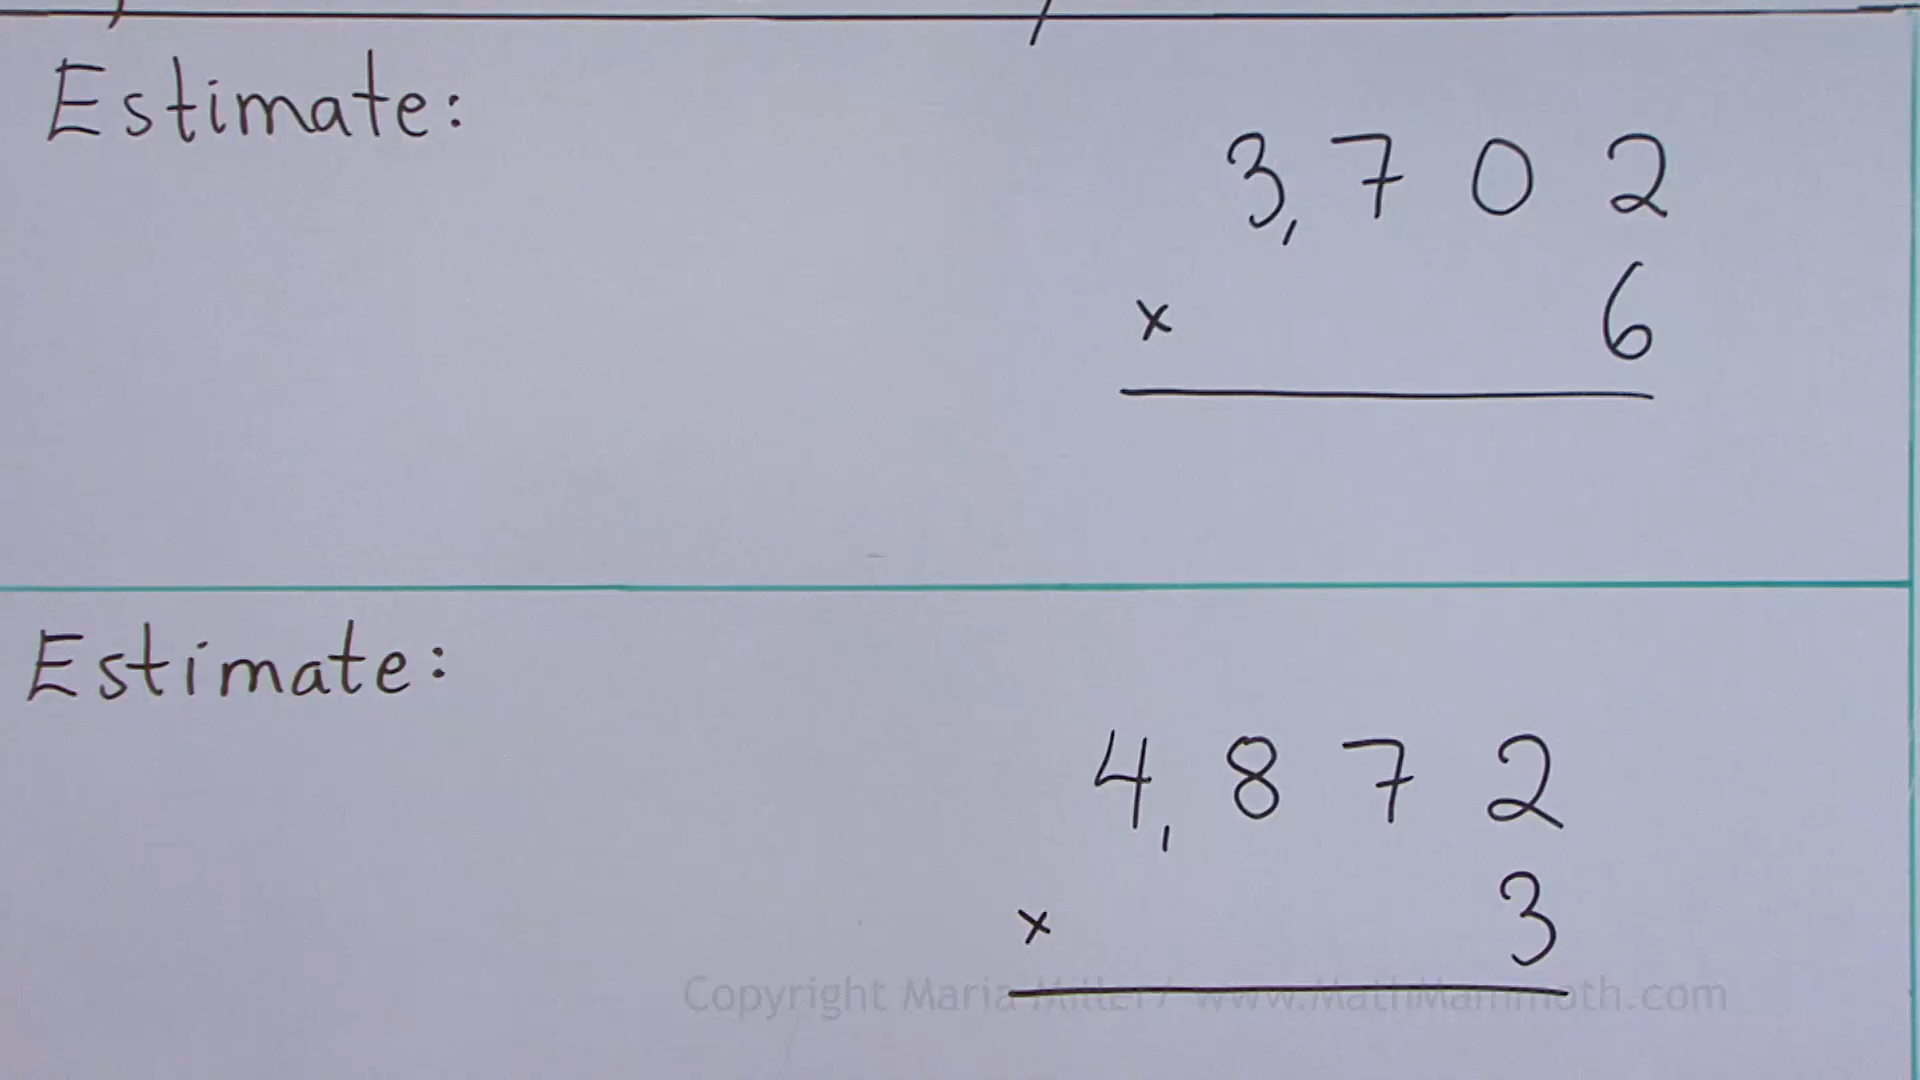 Estimate:
3,702
x 6
Estimate:
4,872
x 3
Copyright Maria Miller / www.MathMammoth.com